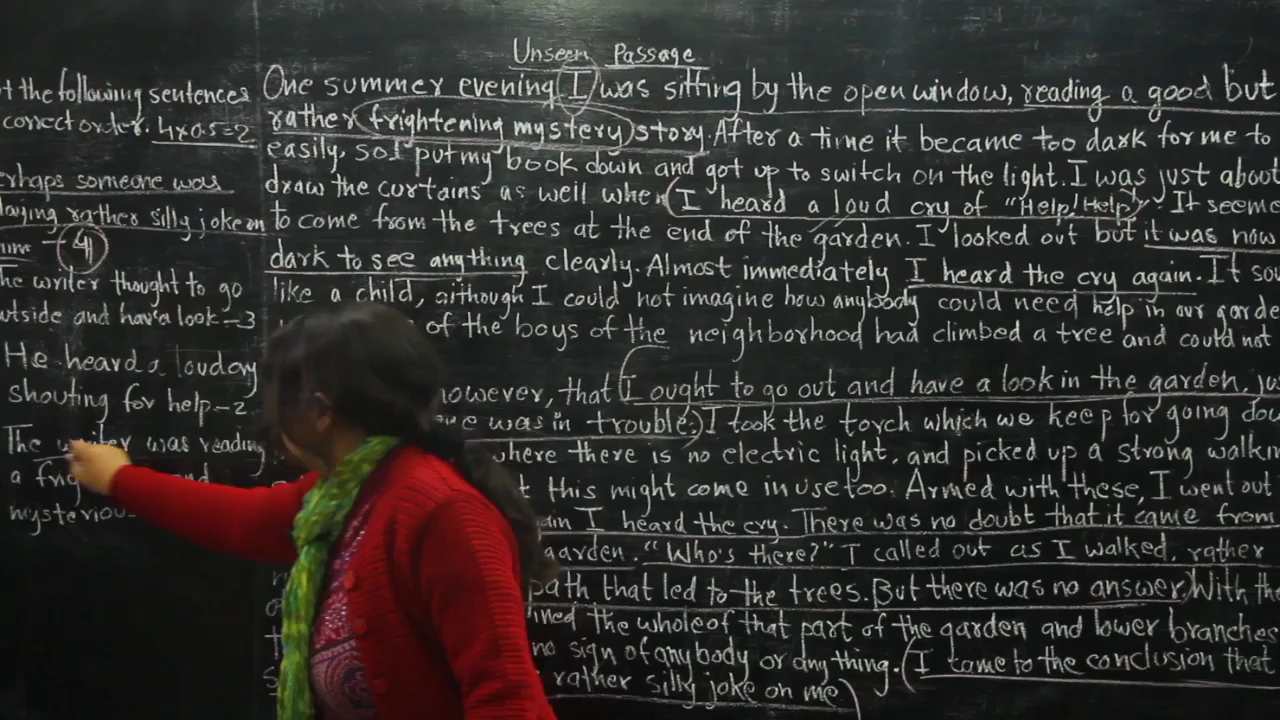 Unseen Passage
t the following sentences
correct order. 4x0.5=2
erhaps someone was
laying rather silly joke on
me - 4
he writer thought to go
utside and have a look - 3
He heard a loud cry
shouting for help - 2
The writer was reading
a frig and
mysteriou
One summer evening I was sitting by the open window, reading a good but
rather frightening mystery story. After a time it became too dark for me to
easily, so I put my book down and got up to switch on the light. I was just about
draw the curtains as well when I heard a loud cry of "Help! Help!" It seeme
to come from the trees at the end of the garden. I looked out but it was now
dark to see anything clearly. Almost immediately I heard the cry again. It sou
like a child, although I could not imagine how anybody could need help in our garde
of the boys of the neighborhood had climbed a tree and could not
however, that I ought to go out and have a look in the garden, ju
was in trouble. I took the torch which we keep for going dow
where there is no electric light, and picked up a strong walkin
t this might come in use too. Armed with these, I went out
ain I heard the cry. There was no doubt that it came from
garden. "Who's there?" I called out as I walked, rather
path that led to the trees. But there was no answer. With the
ined the whole of that part of the garden and lower branches
no sign of anybody or anything. (I came to the conclusion that
rather silly joke on me)